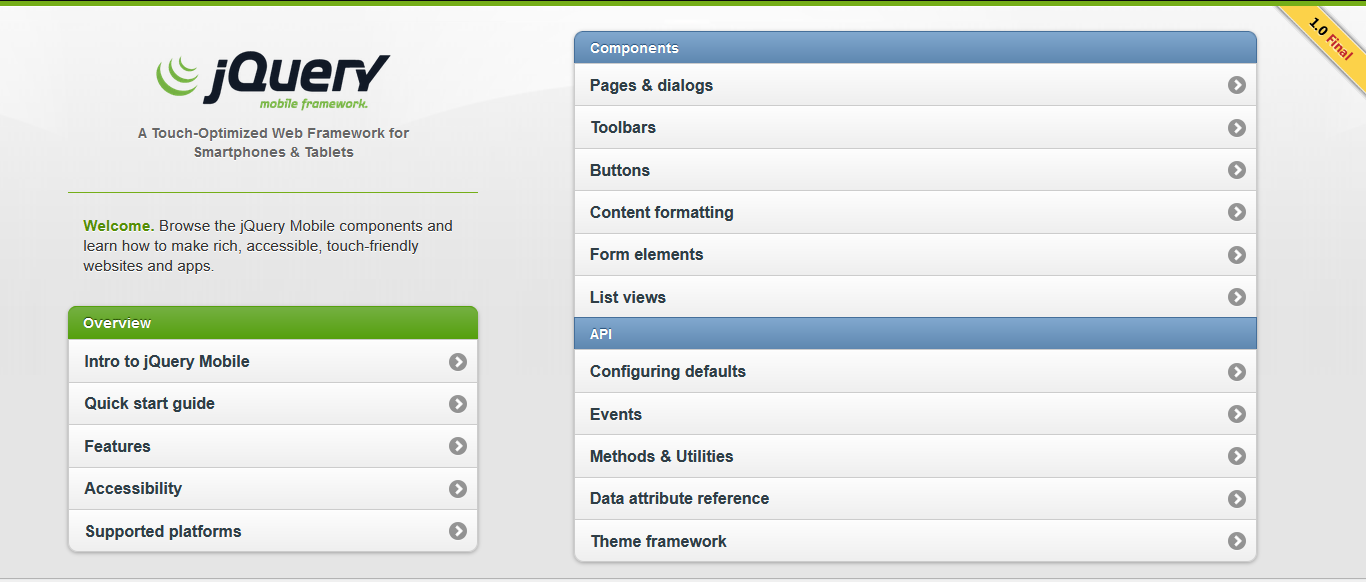 jQuery
mobile framework.
A Touch-Optimized Web Framework for
Smartphones & Tablets
Welcome. Browse the jQuery Mobile components and
learn how to make rich, accessible, touch-friendly
websites and apps.
Overview
Intro to jQuery Mobile
Quick start guide
Features
Accessibility
Supported platforms
Components
Pages & dialogs
Toolbars
Buttons
Content formatting
Form elements
List views
API
Configuring defaults
Events
Methods & Utilities
Data attribute reference
Theme framework
1.0 Final